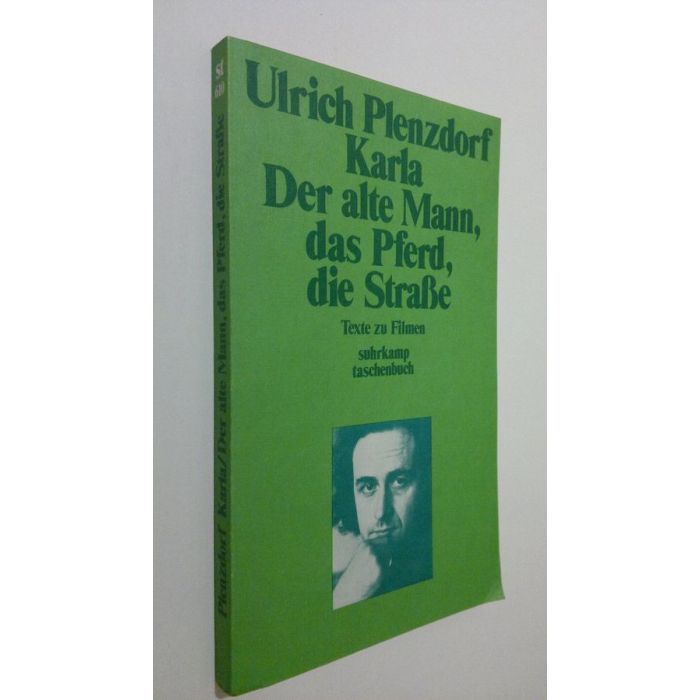 Ulrich Plenzdorf
Karla
Der alte Mann,
das Pferd,
die Straße
Texte zu Filmen
suhrkamp
taschenbuch
st
610
Plenzdorf Karla/Der alte Mann, das Pferd, die Straße